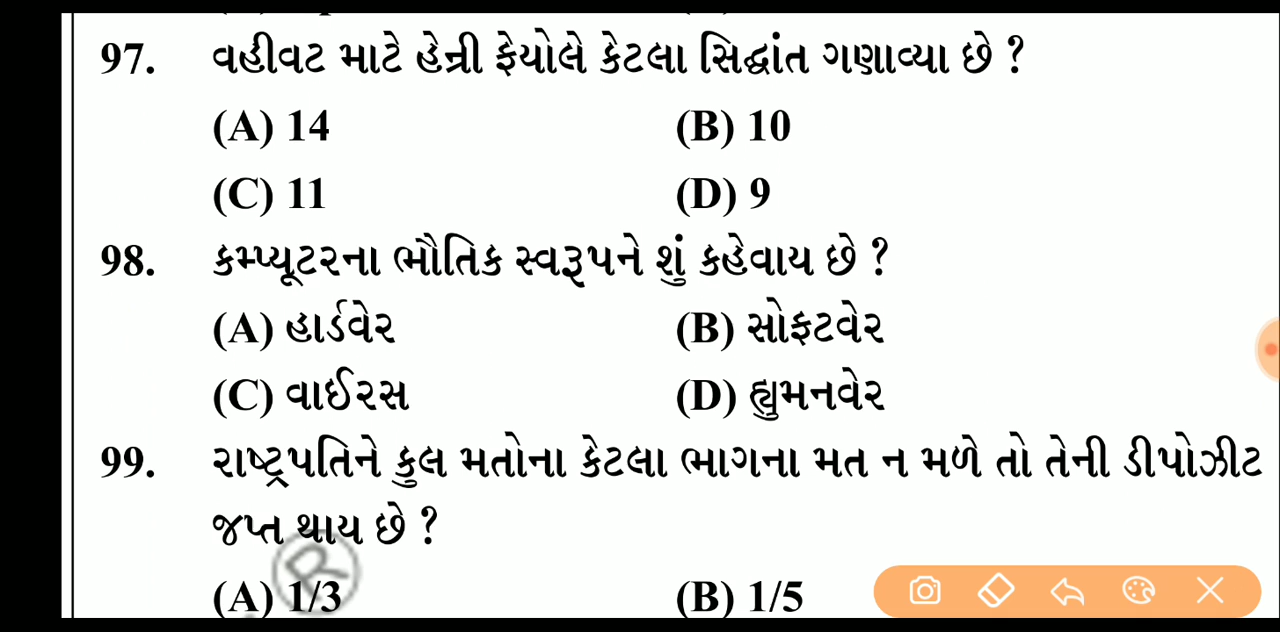 97. વહીવટ માટે હેન્રી ફેયોલે કેટલા સિદ્ધાંત ગણાવ્યા છે ?
(A) 14 (B) 10
(C) 11 (D) 9
98. કમ્પ્યૂટરના ભૌતિક સ્વરૂપને શું કહેવાય છે ?
(A) હાર્ડવેર (B) સોફટવેર
(C) વાઈરસ (D) હ્યુમનવેર
99. રાષ્ટ્રપતિને કુલ મતોના કેટલા ભાગના મત ન મળે તો તેની ડીપોઝીટ
જપ્ત થાય છે ?
(A) 1/3 (B) 1/5